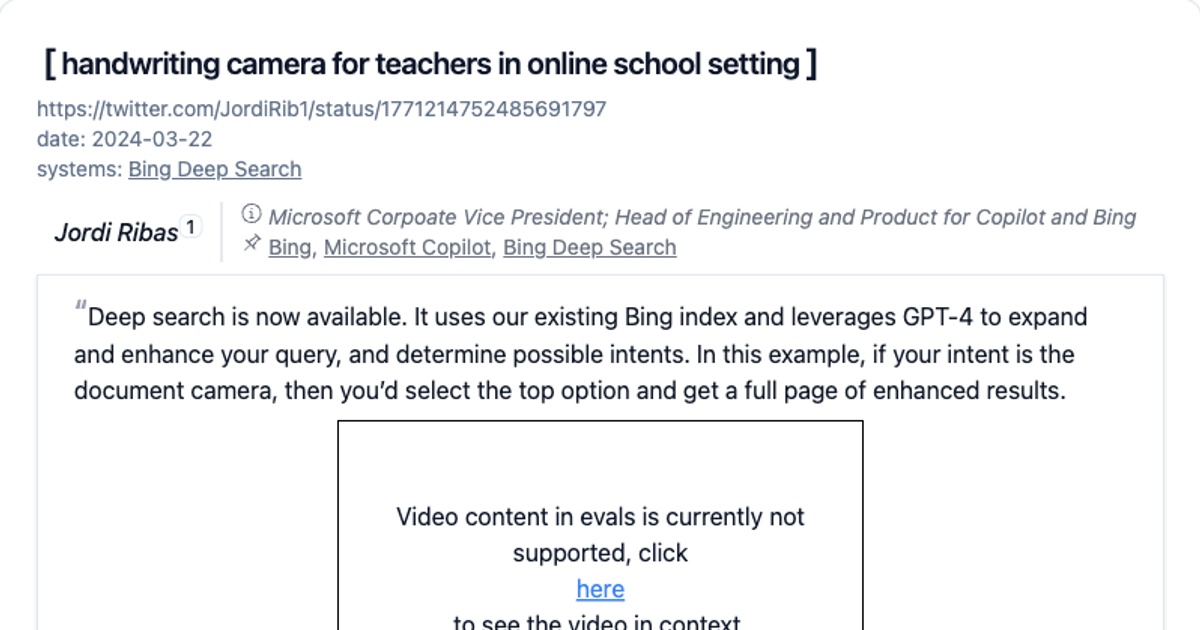 [ handwriting camera for teachers in online school setting ]
https://twitter.com/JordiRib1/status/1771214752485691797
date: 2024-03-22
systems: Bing Deep Search
Jordi Ribas 1
Microsoft Corpoate Vice President; Head of Engineering and Product for Copilot and Bing
Bing, Microsoft Copilot, Bing Deep Search
“Deep search is now available. It uses our existing Bing index and leverages GPT-4 to expand
and enhance your query, and determine possible intents. In this example, if your intent is the
document camera, then you’d select the top option and get a full page of enhanced results.
Video content in evals is currently not
supported, click
here
to see the video in context